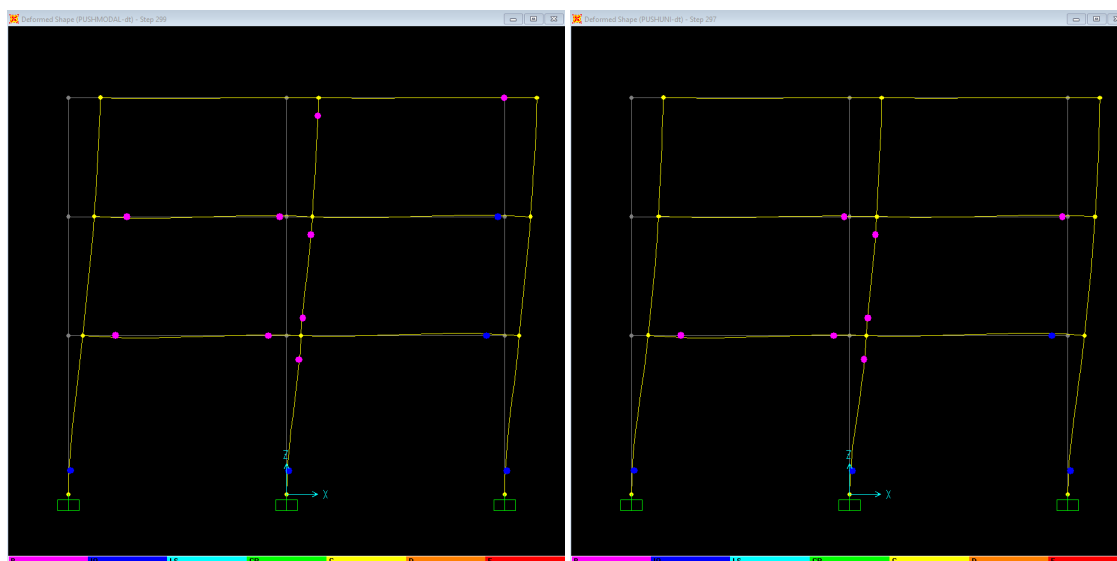 Deformed Shape (PUSHMODAL-dt) - Step 299
Deformed Shape (PUSHUNI-dt) - Step 297
Z
X
Z
X